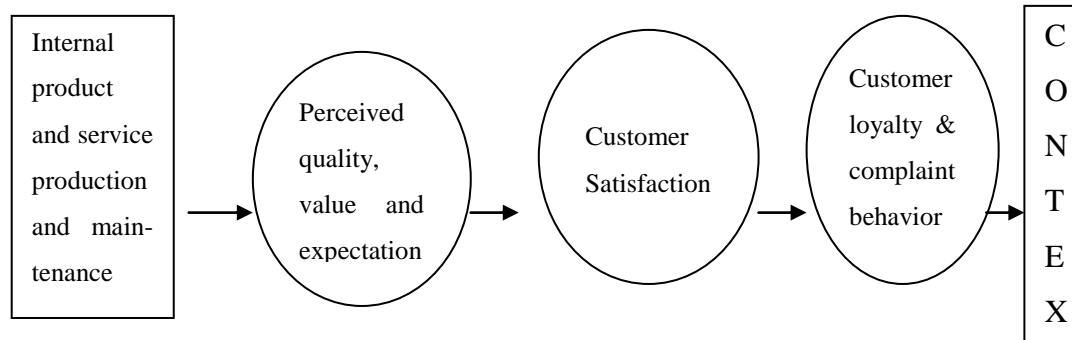 Internal
product
and service
production
and main-
tenance
Perceived
quality,
value and
expectation
Customer
Satisfaction
Customer
loyalty &
complaint
behavior
C
O
N
T
E
X